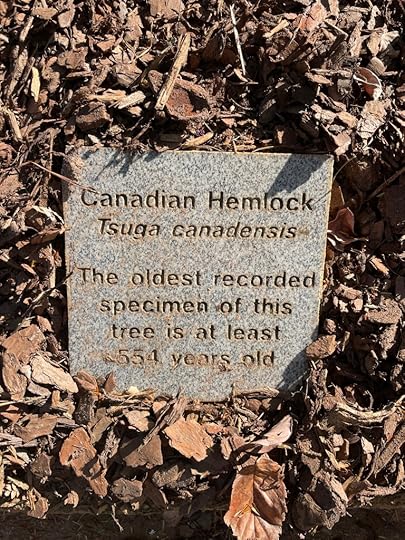 Canadian Hemlock
Tsuga canadensis
The oldest recorded
specimen of this
tree is at least
554 years old